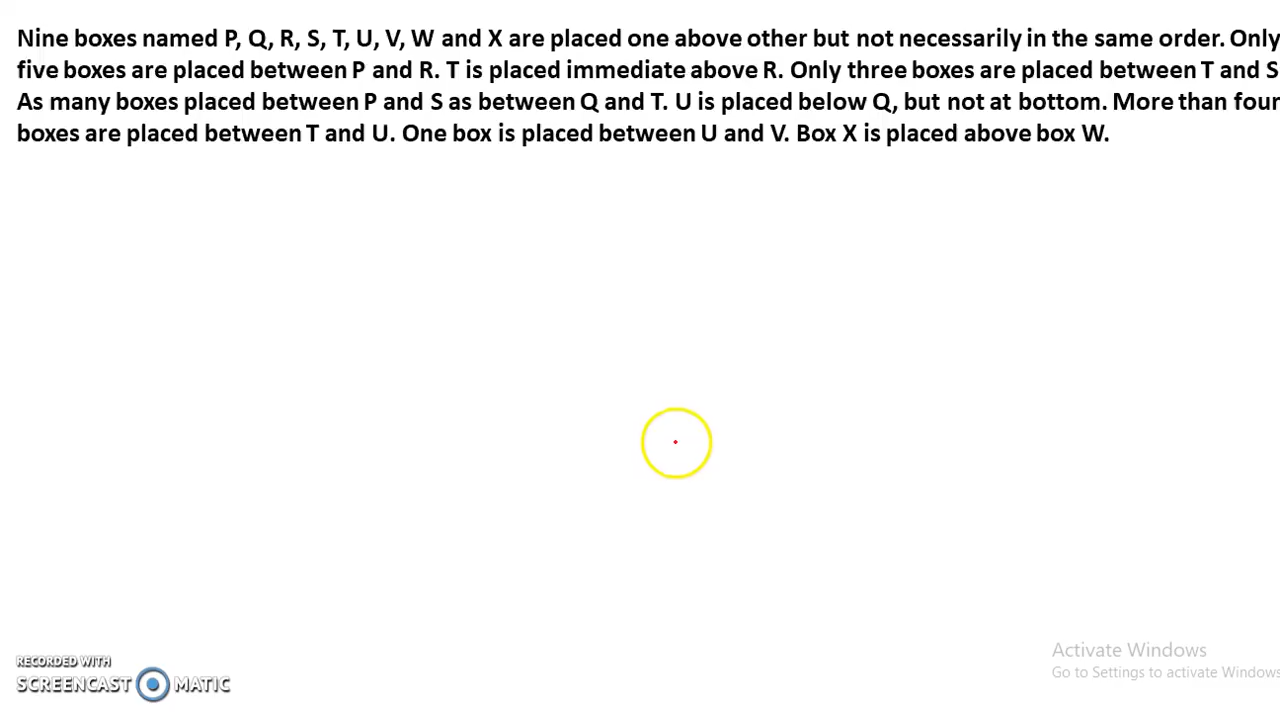 Nine boxes named P, Q, R, S, T, U, V, W and X are placed one above other but not necessarily in the same order. Only
five boxes are placed between P and R. T is placed immediate above R. Only three boxes are placed between T and S
As many boxes placed between P and S as between Q and T. U is placed below Q, but not at bottom. More than four
boxes are placed between T and U. One box is placed between U and V. Box X is placed above box W.
Activate Windows
Go to Settings to activate Windows
RECORDED WITH
SCREENCAST MATIC